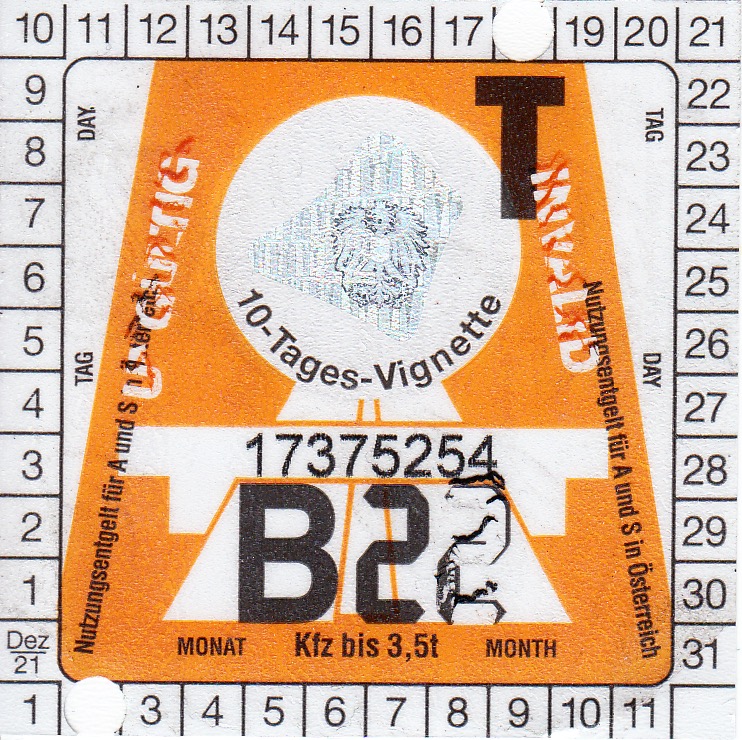 10 11 12 13 14 15 16 17 19 20 21
9 22
8 23
7 24
6 25
5 26
4 27
3 28
2 29
1 30
Dez
21 31
1 3 4 5 6 7 8 9 10 11
DAY
TAG
T
INVALID
10-Tages-Vignette
TAG
DAY
Nutzungsentgelt für A und S
Nutzungsentgelt für A und S in Österreich
17375254
B22
MONAT Kfz bis 3,5t MONTH